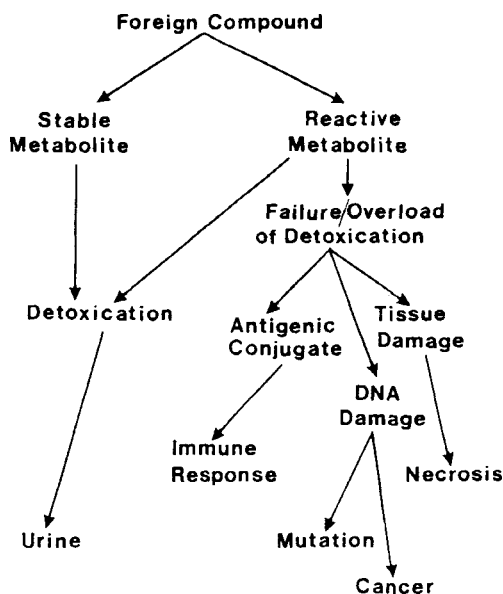 Foreign Compound
Stable
Metabolite
Reactive
Metabolite
Failure/Overload
of Detoxication
Detoxication
Antigenic
Conjugate
Tissue
Damage
DNA
Damage
Immune
Response
Necrosis
Urine
Mutation
Cancer